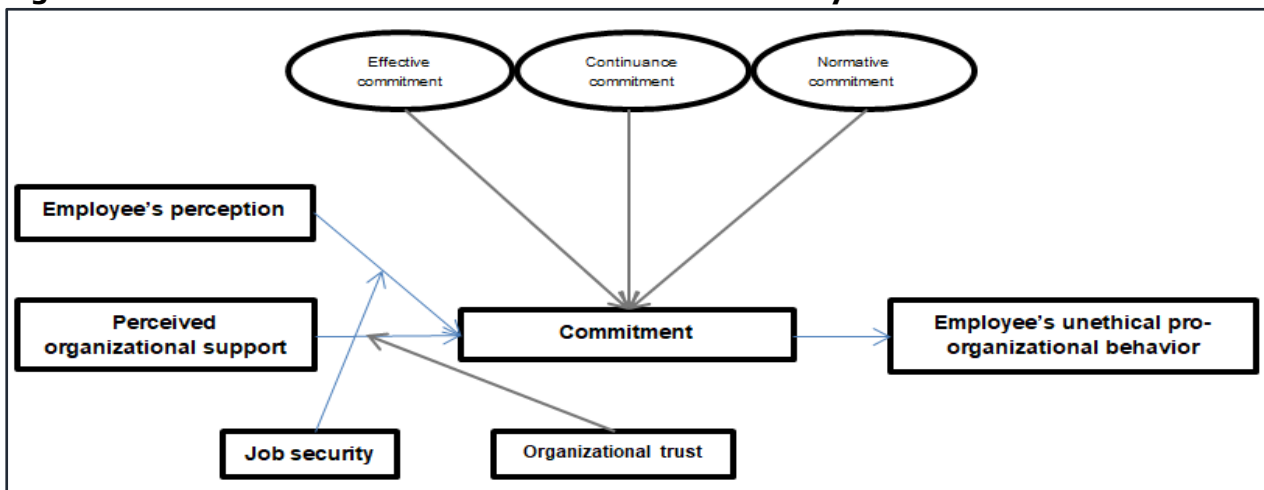 Effective
commitment
Continuance
commitment
Normative
commitment
Employee’s perception
Perceived
organizational support
Commitment
Employee’s unethical pro-
organizational behavior
Job security
Organizational trust